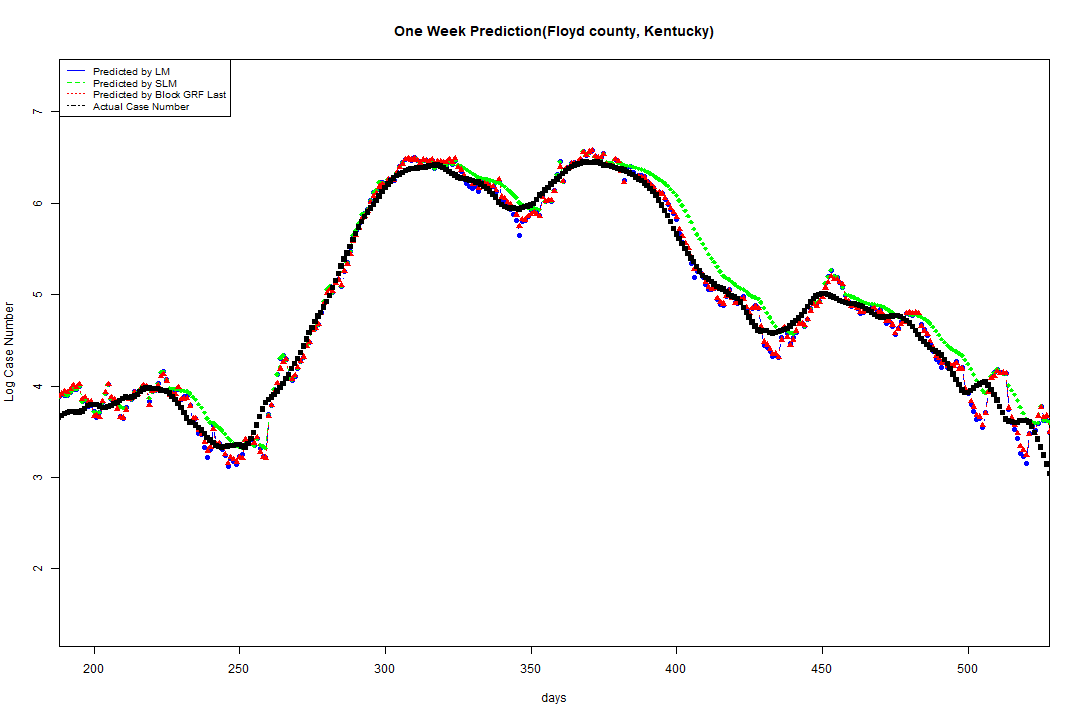 One Week Prediction(Floyd county, Kentucky)
Predicted by LM
Predicted by SLM
Predicted by Block GRF Last
Actual Case Number
7
6
5
4
3
2
Log Case Number
200 250 300 350 400 450 500
days